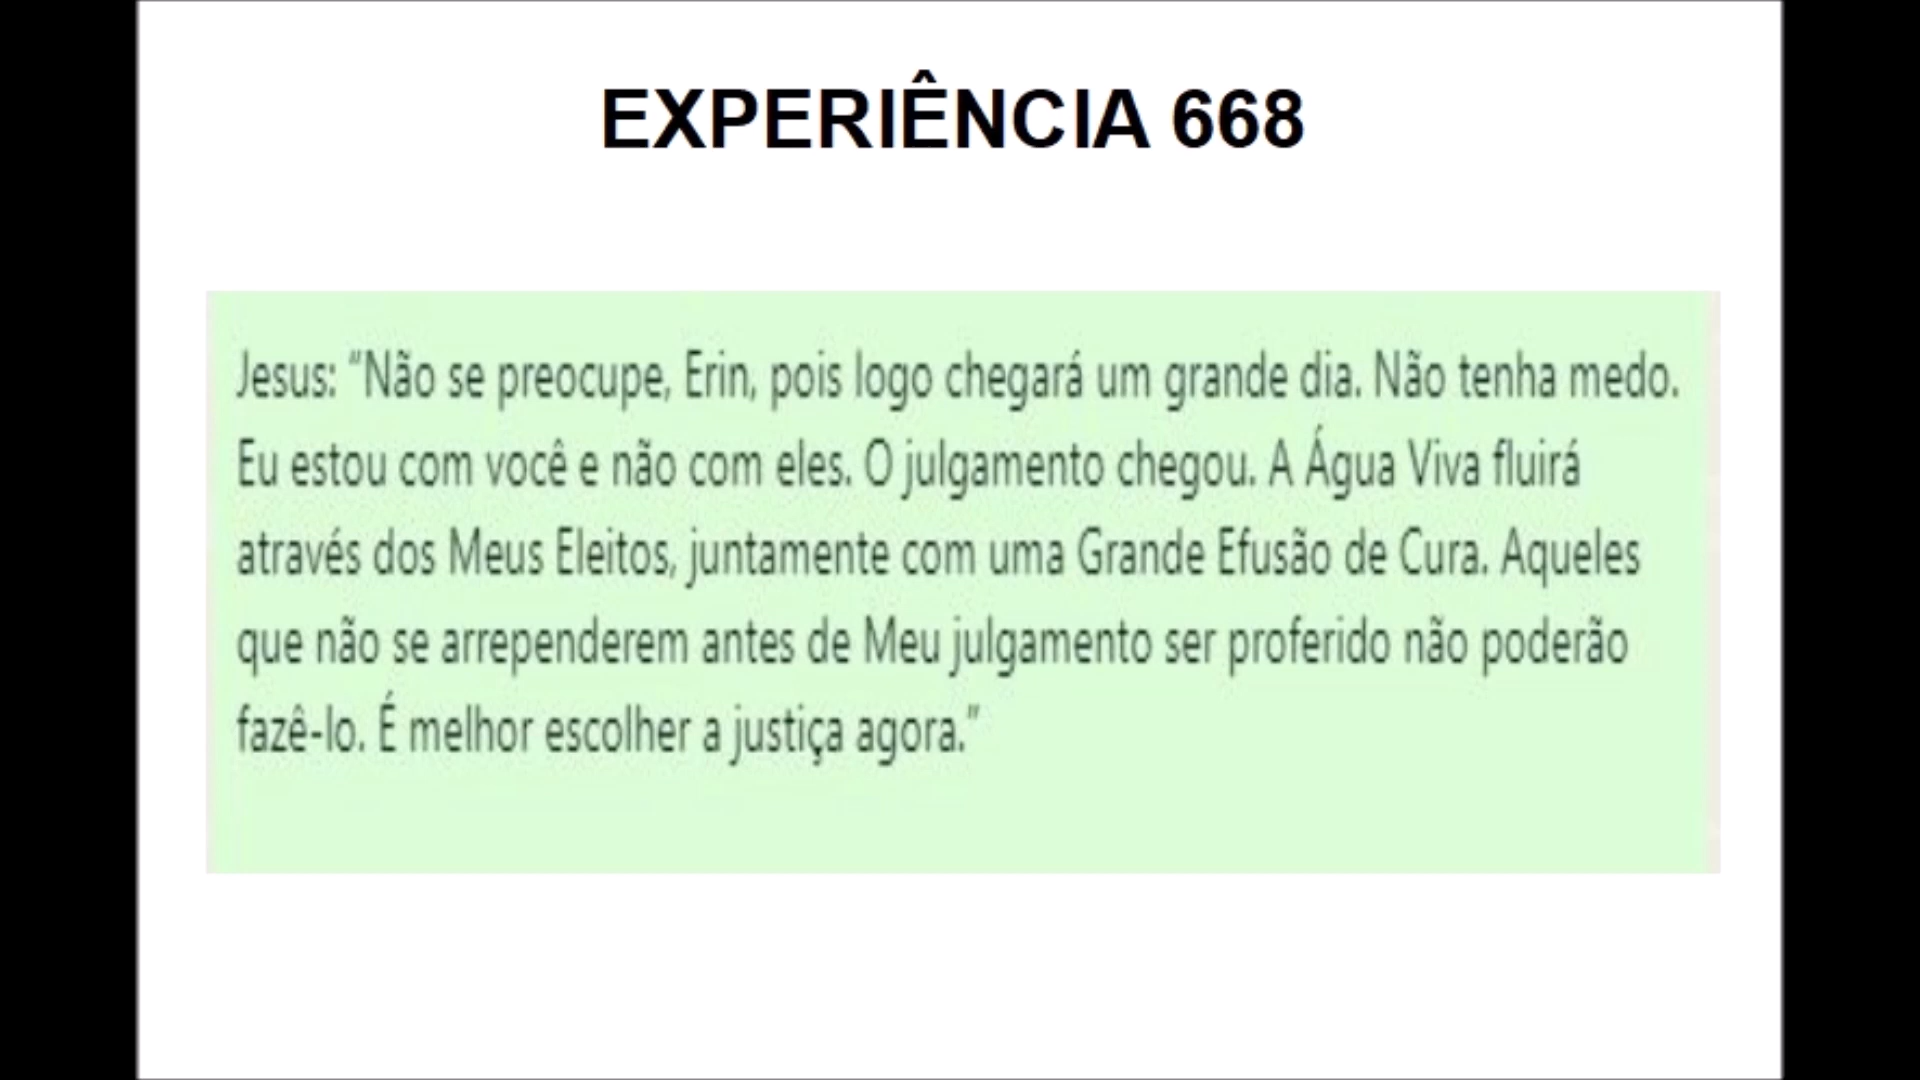 EXPERIÊNCIA 668
Jesus: “Não se preocupe, Erin, pois logo chegará um grande dia. Não tenha medo.
Eu estou com você e não com eles. O julgamento chegou. A Água Viva fluirá
através dos Meus Eleitos, juntamente com uma Grande Efusão de Cura. Aqueles
que não se arrependerem antes de Meu julgamento ser proferido não poderão
fazê-lo. É melhor escolher a justiça agora.”